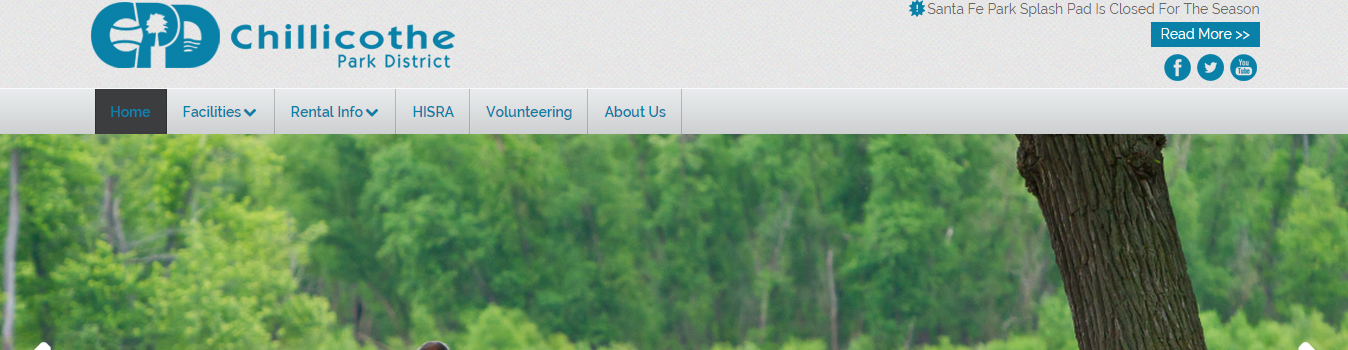 CPD
Chillicothe
Park District
Santa Fe Park Splash Pad Is Closed For The Season
Read More >>
You
Tube
Home
Facilities
Rental Info
HISRA
Volunteering
About Us